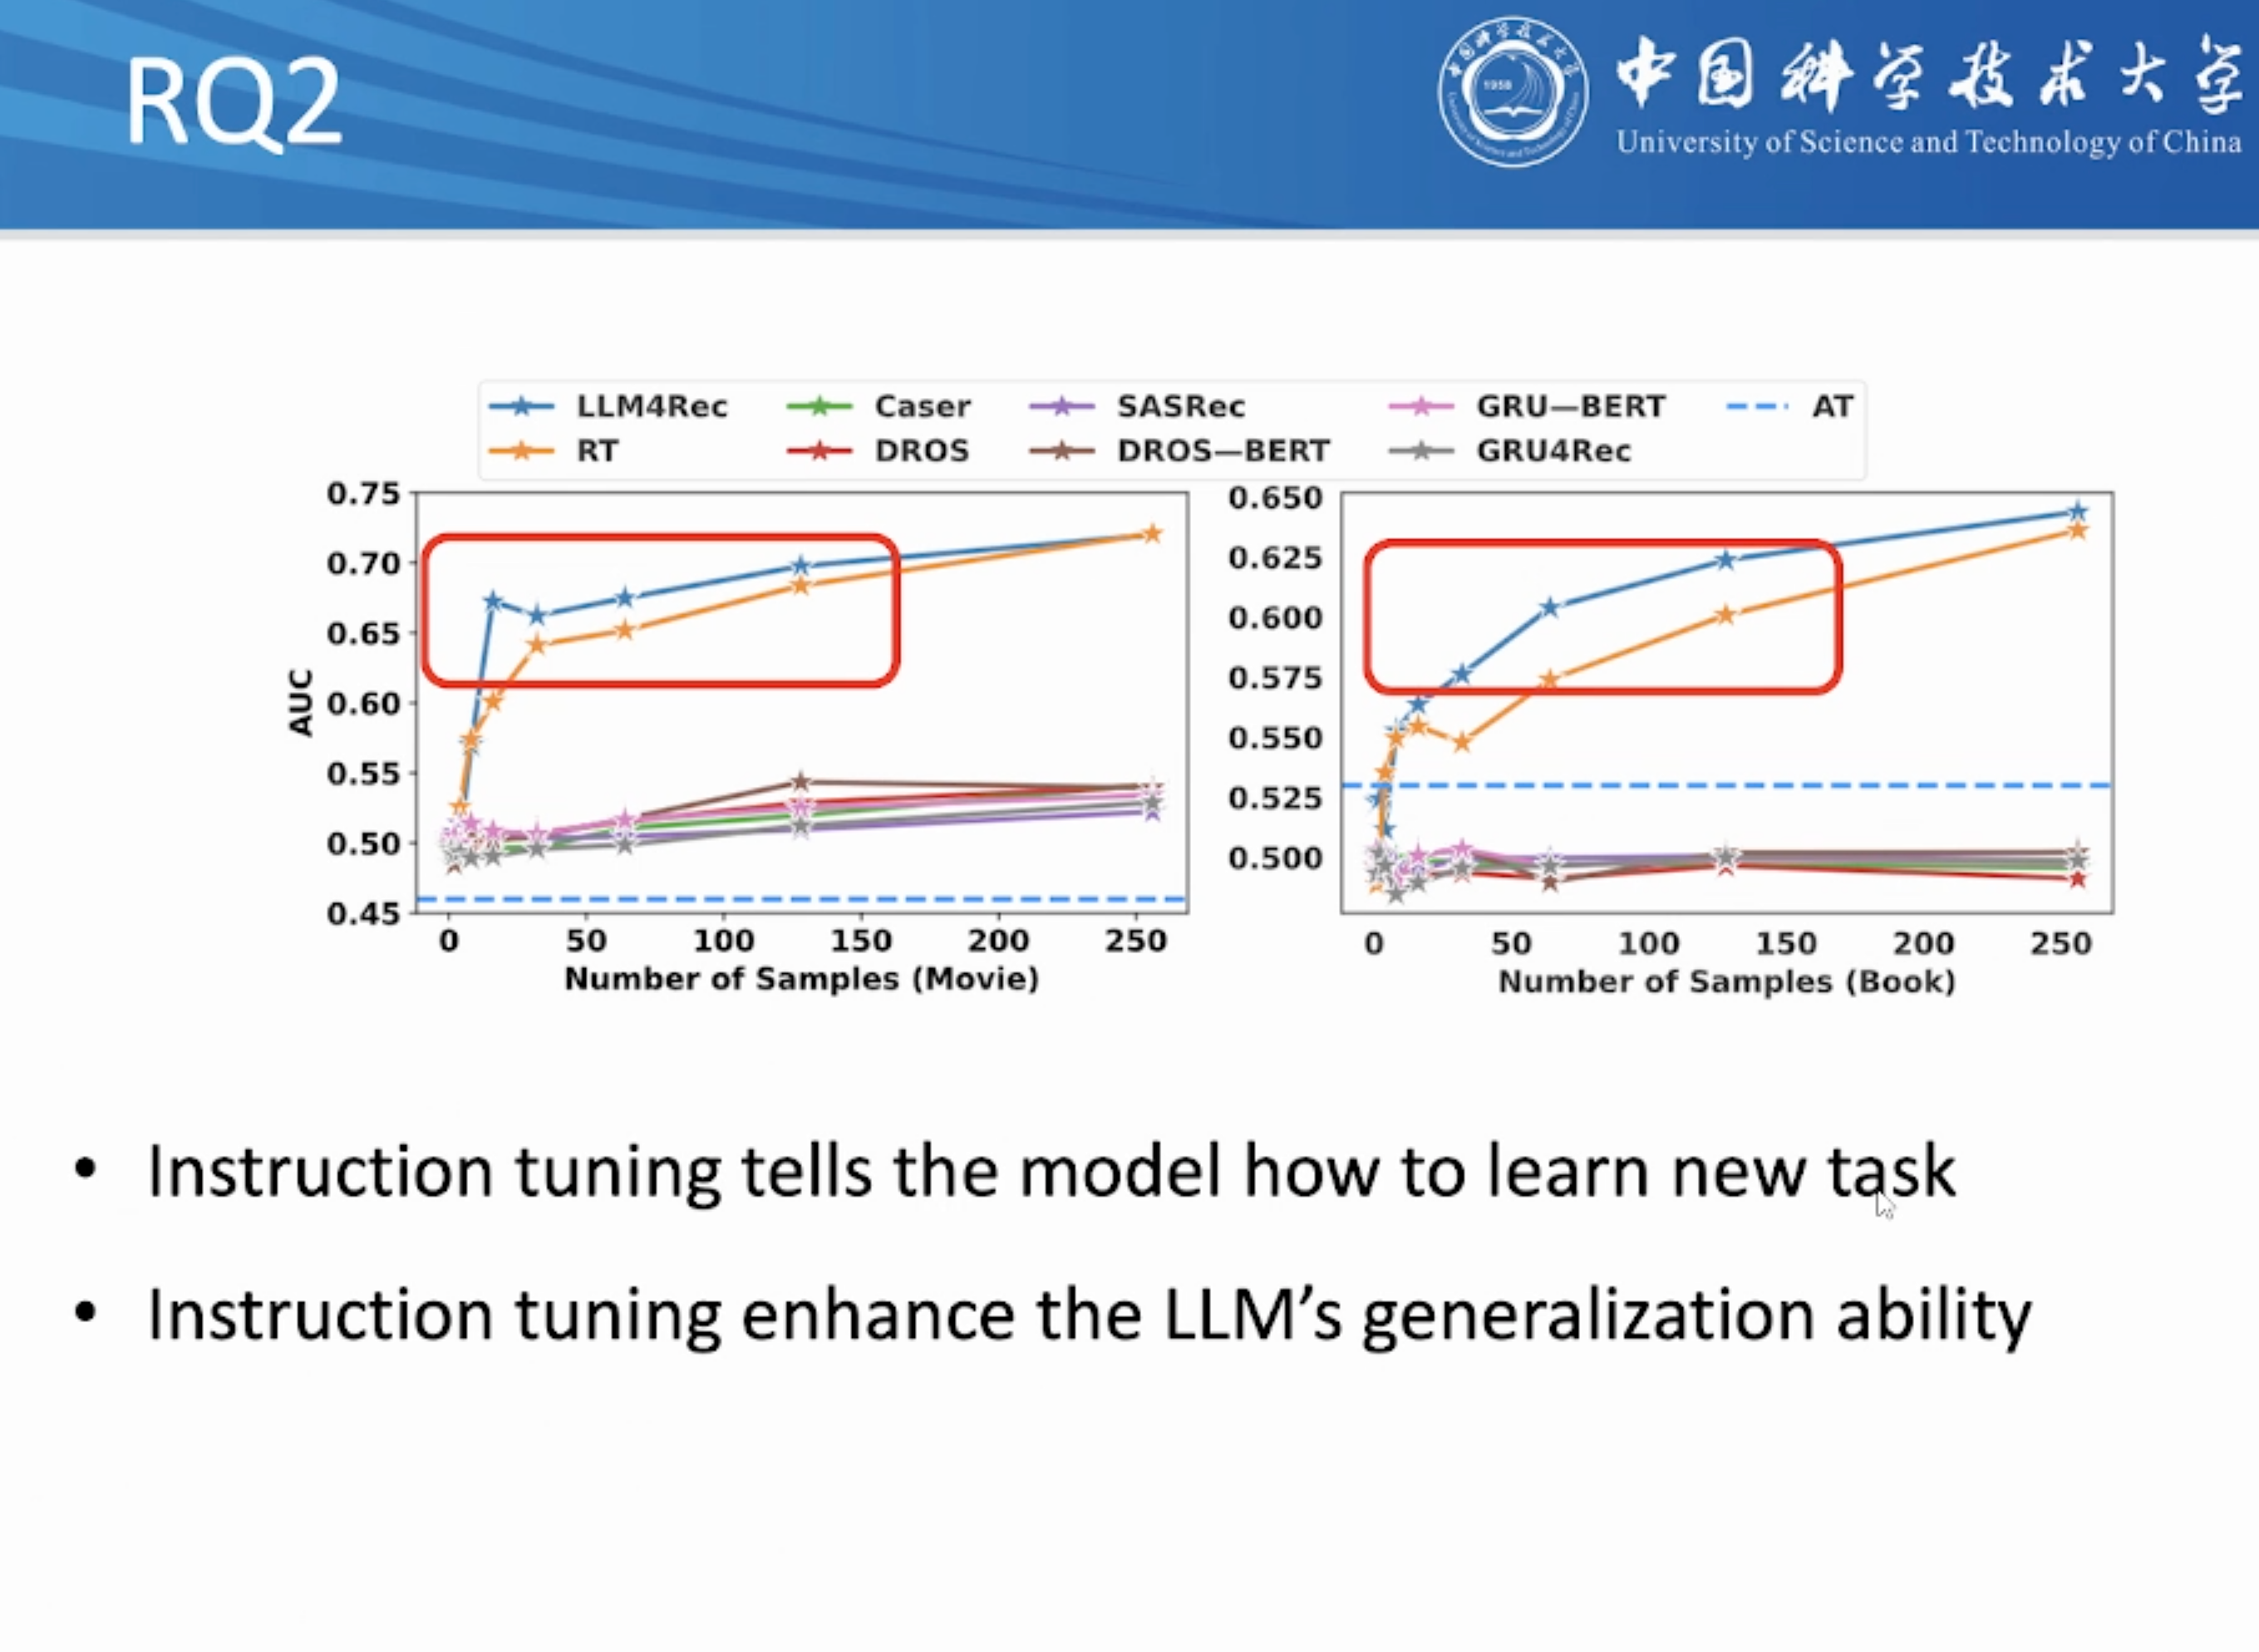 RQ2
中国科学技术大学
University of Science and Technology of China
1958
LLM4Rec Caser SASRec GRU—BERT AT
RT DROS DROS—BERT GRU4Rec
0.75
0.70
0.65
0.60
0.55
0.50
0.45
AUC
0 50 100 150 200 250
Number of Samples (Movie)
0.650
0.625
0.600
0.575
0.550
0.525
0.500
0 50 100 150 200 250
Number of Samples (Book)
• Instruction tuning tells the model how to learn new task
• Instruction tuning enhance the LLM’s generalization ability